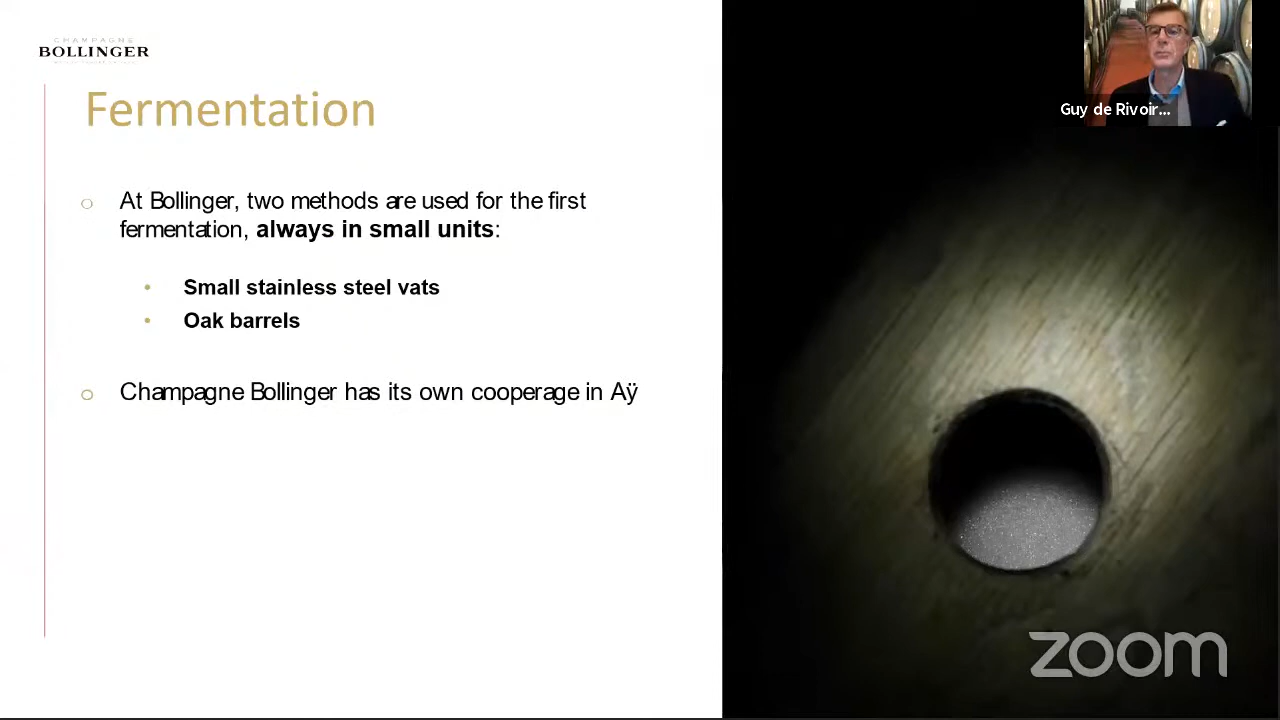 CHAMPAGNE
BOLLINGER
Fermentation
Guy de Rivoir...
o At Bollinger, two methods are used for the first
fermentation, always in small units:
• Small stainless steel vats
• Oak barrels
o Champagne Bollinger has its own cooperage in Aÿ
zoom